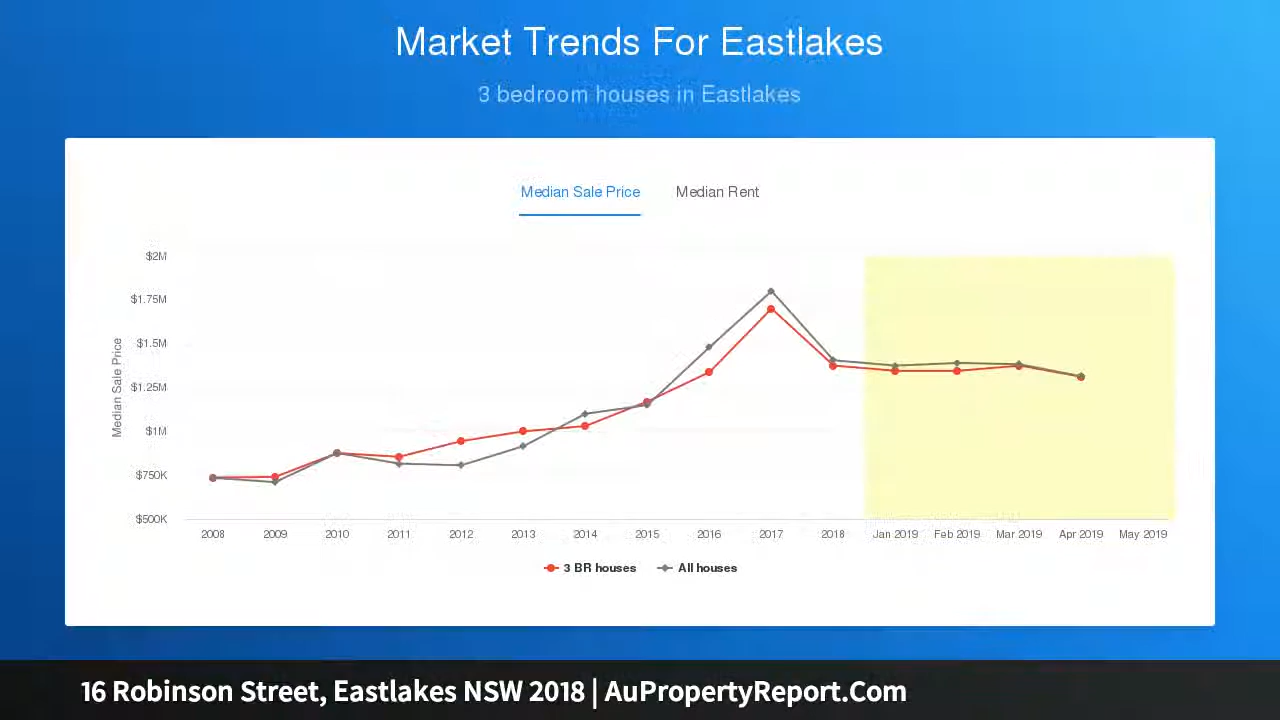 Market Trends For Eastlakes
3 bedroom houses in Eastlakes
Median Sale Price Median Rent
Median Sale Price
$2M
$1.75M
$1.5M
$1.25M
$1M
$750K
$500K
2008 2009 2010 2011 2012 2013 2014 2015 2016 2017 2018 Jan 2019 Feb 2019 Mar 2019 Apr 2019 May 2019
3 BR houses All houses
16 Robinson Street, Eastlakes NSW 2018 | AuPropertyReport.Com